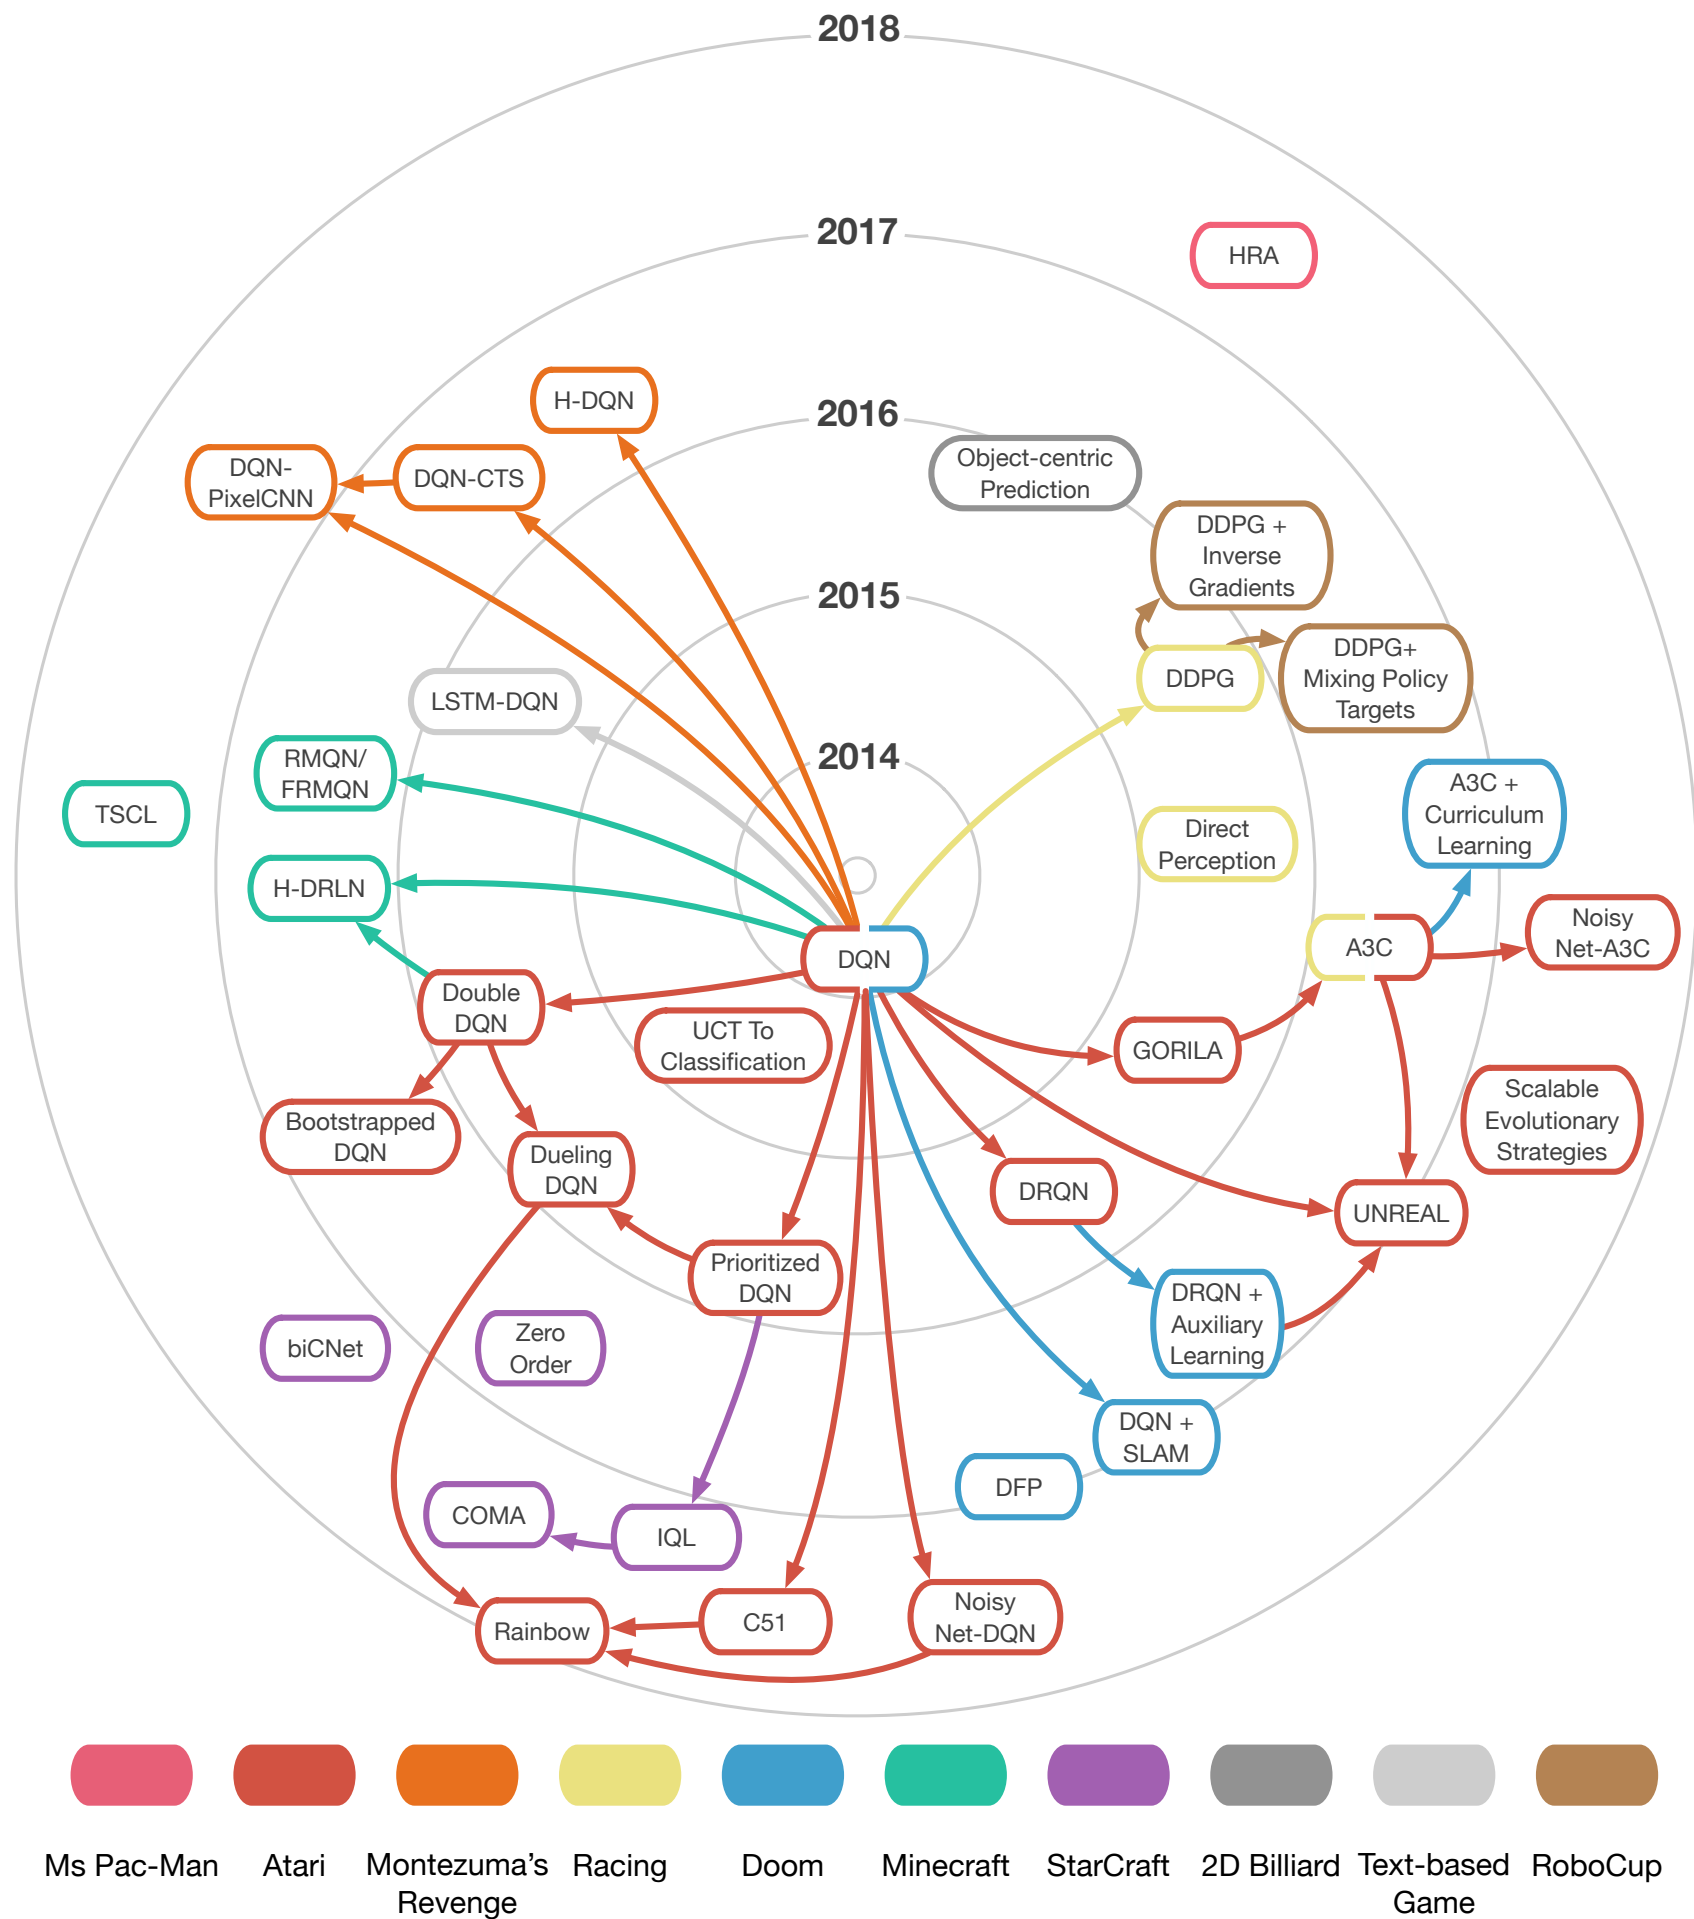 2018
2017
HRA
2016
H-DQN
DQN-
PixelCNN
DQN-CTS
Object-centric
Prediction
DDPG +
Inverse
Gradients
2015
DDPG
DDPG+
Mixing Policy
Targets
LSTM-DQN
2014
RMQN/
FRMQN
TSCL
A3C +
Curriculum
Learning
Direct
Perception
H-DRLN
DQN
A3C
Noisy
Net-A3C
Double
DQN
UCT To
Classification
GORILA
Scalable
Evolutionary
Strategies
Bootstrapped
DQN
Dueling
DQN
DRQN
UNREAL
Prioritized
DQN
DRQN +
Auxiliary
Learning
biCNet
Zero
Order
DQN +
SLAM
DFP
COMA
IQL
Rainbow
C51
Noisy
Net-DQN
Ms Pac-Man
Atari
Montezuma’s
Revenge
Racing
Doom
Minecraft
StarCraft
2D Billiard
Text-based
Game
RoboCup